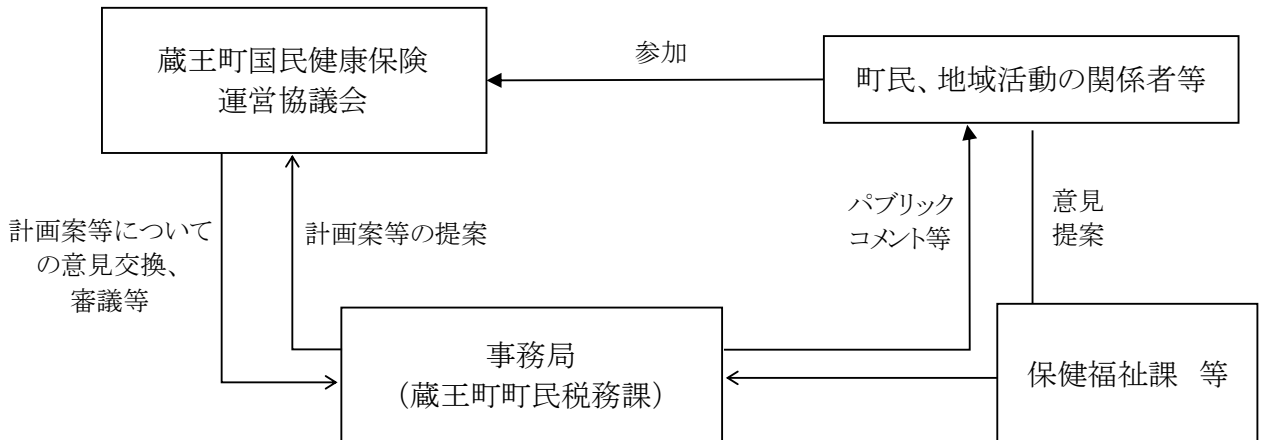 蔵王町国民健康保険
運営協議会
参加
町民、地域活動の関係者等
計画案等について
の意見交換、
審議等
計画案等の提案
パブリック
コメント等
意見
提案
事務局
（蔵王町町民税務課）
保健福祉課　等